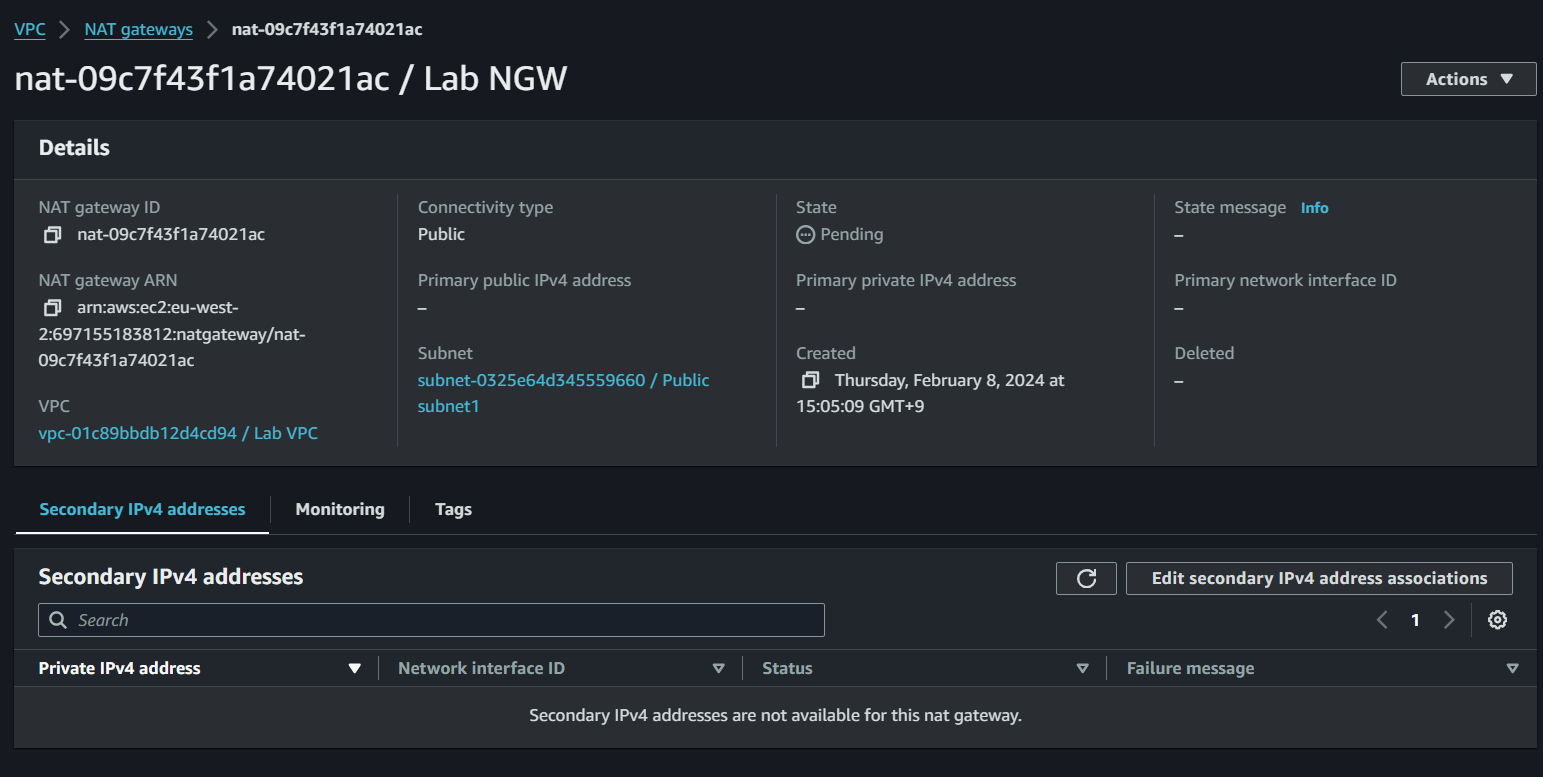 VPC > NAT gateways > nat-09c7f43f1a74021ac
nat-09c7f43f1a74021ac / Lab NGW
Actions
Details
NAT gateway ID
nat-09c7f43f1a74021ac
NAT gateway ARN
arn:aws:ec2:eu-west-
2:697155183812:natgateway/nat-
09c7f43f1a74021ac
VPC
vpc-01c89bbdb12d4cd94 / Lab VPC
Connectivity type
Public
Primary public IPv4 address
–
Subnet
subnet-0325e64d345559660 / Public
subnet1
State
Pending
Primary private IPv4 address
–
Created
Thursday, February 8, 2024 at
15:05:09 GMT+9
State message Info
–
Primary network interface ID
–
Deleted
–
Secondary IPv4 addresses Monitoring Tags
Secondary IPv4 addresses
Edit secondary IPv4 address associations
Search
1
Private IPv4 address Network interface ID Status Failure message
Secondary IPv4 addresses are not available for this nat gateway.